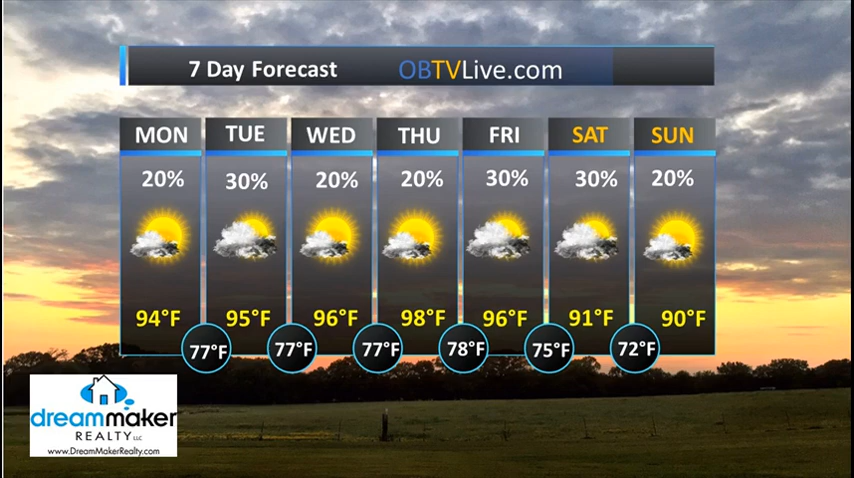 7 Day Forecast OBTVLive.com
MON TUE WED THU FRI SAT SUN
20% 30% 20% 20% 30% 30% 20%
94°F 95°F 96°F 98°F 96°F 91°F 90°F
77°F 77°F 77°F 78°F 75°F 72°F
dreammaker
REALTY LLC
www.DreamMakerRealty.com